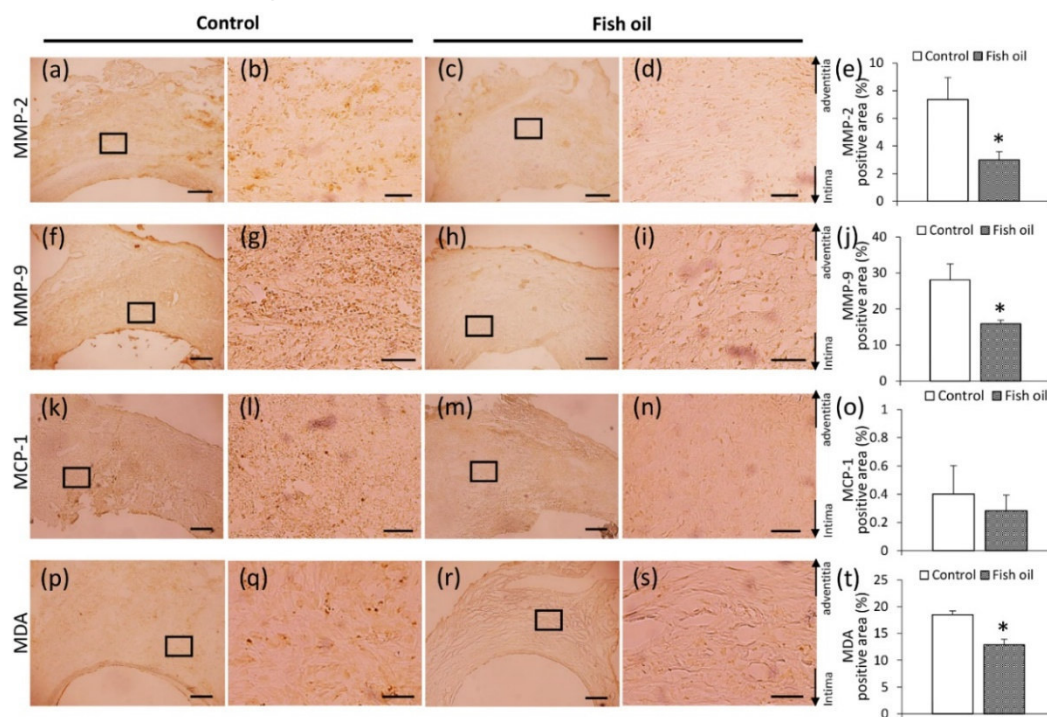 Control Fish oil
(a) (b) (c) (d) (e)
MMP-2
adventitia
Intima
Control Fish oil
MMP-2
positive area (%)
10
8
6
4
2
0
*
(f) (g) (h) (i) (j)
MMP-9
adventitia
Intima
Control Fish oil
MMP-9
positive area (%)
40
30
20
10
0
*
(k) (l) (m) (n) (o)
MCP-1
adventitia
Intima
Control Fish oil
MCP-1
positive area (%)
1
0.8
0.6
0.4
0.2
0
(p) (q) (r) (s) (t)
MDA
adventitia
Intima
Control Fish oil
MDA
positive area (%)
25
20
15
10
5
0
*